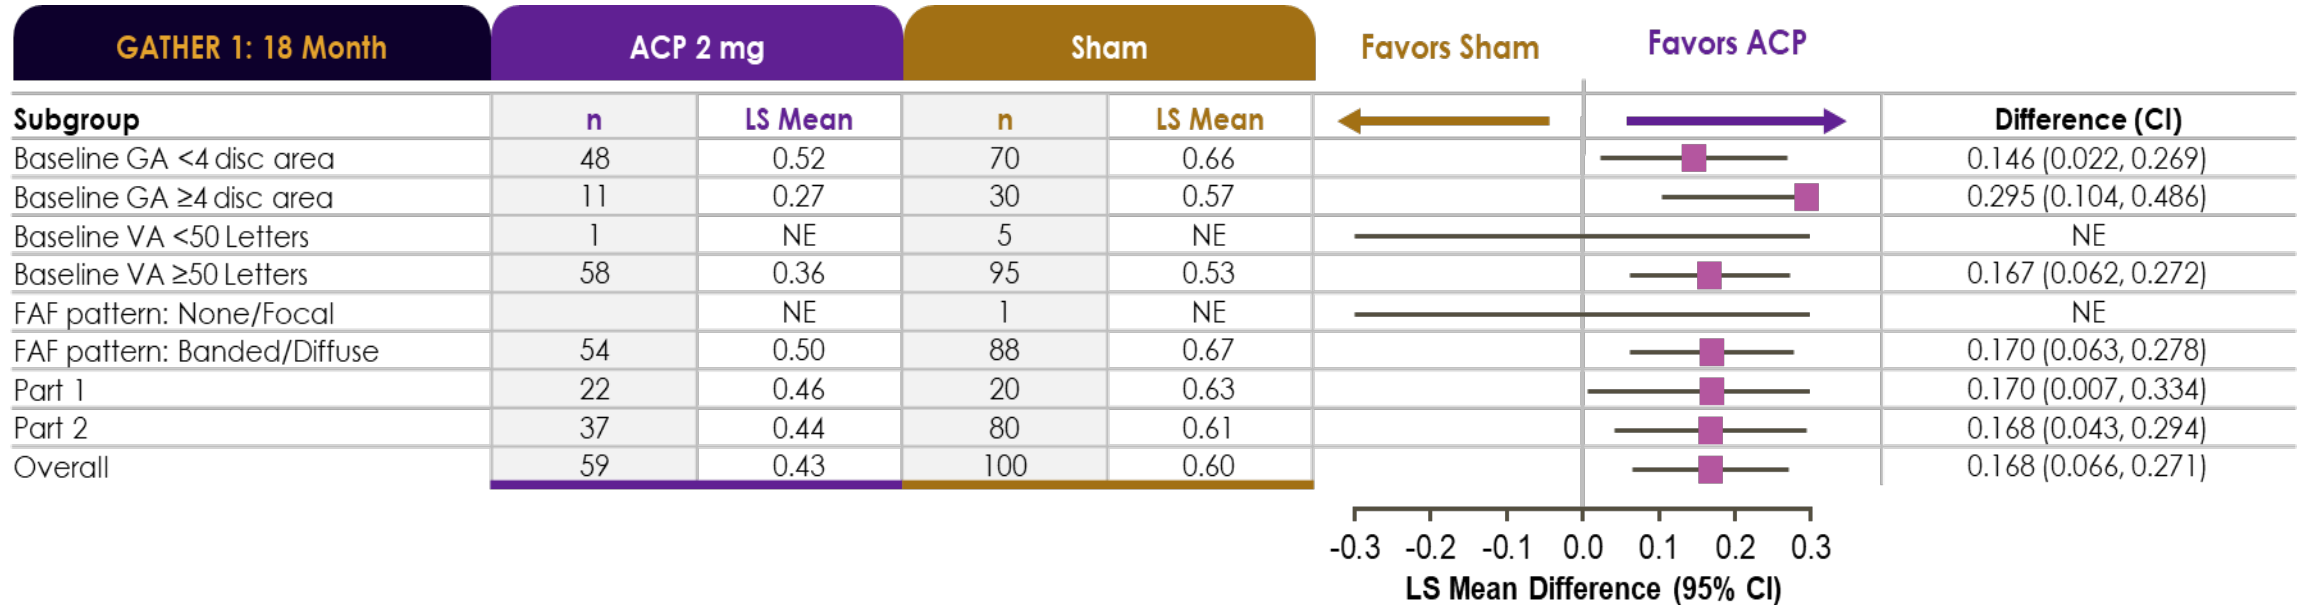 GATHER 1: 18 Month ACP 2 mg Sham Favors Sham Favors ACP
Subgroup n LS Mean n LS Mean Difference (CI)
Baseline GA <4 disc area 48 0.52 70 0.66 0.146 (0.022, 0.269)
Baseline GA ≥4 disc area 11 0.27 30 0.57 0.295 (0.104, 0.486)
Baseline VA <50 Letters 1 NE 5 NE NE
Baseline VA ≥50 Letters 58 0.36 95 0.53 0.167 (0.062, 0.272)
FAF pattern: None/Focal NE 1 NE NE
FAF pattern: Banded/Diffuse 54 0.50 88 0.67 0.170 (0.063, 0.278)
Part 1 22 0.46 20 0.63 0.170 (0.007, 0.334)
Part 2 37 0.44 80 0.61 0.168 (0.043, 0.294)
Overall 59 0.43 100 0.60 0.168 (0.066, 0.271)
-0.3 -0.2 -0.1 0.0 0.1 0.2 0.3
LS Mean Difference (95% CI)